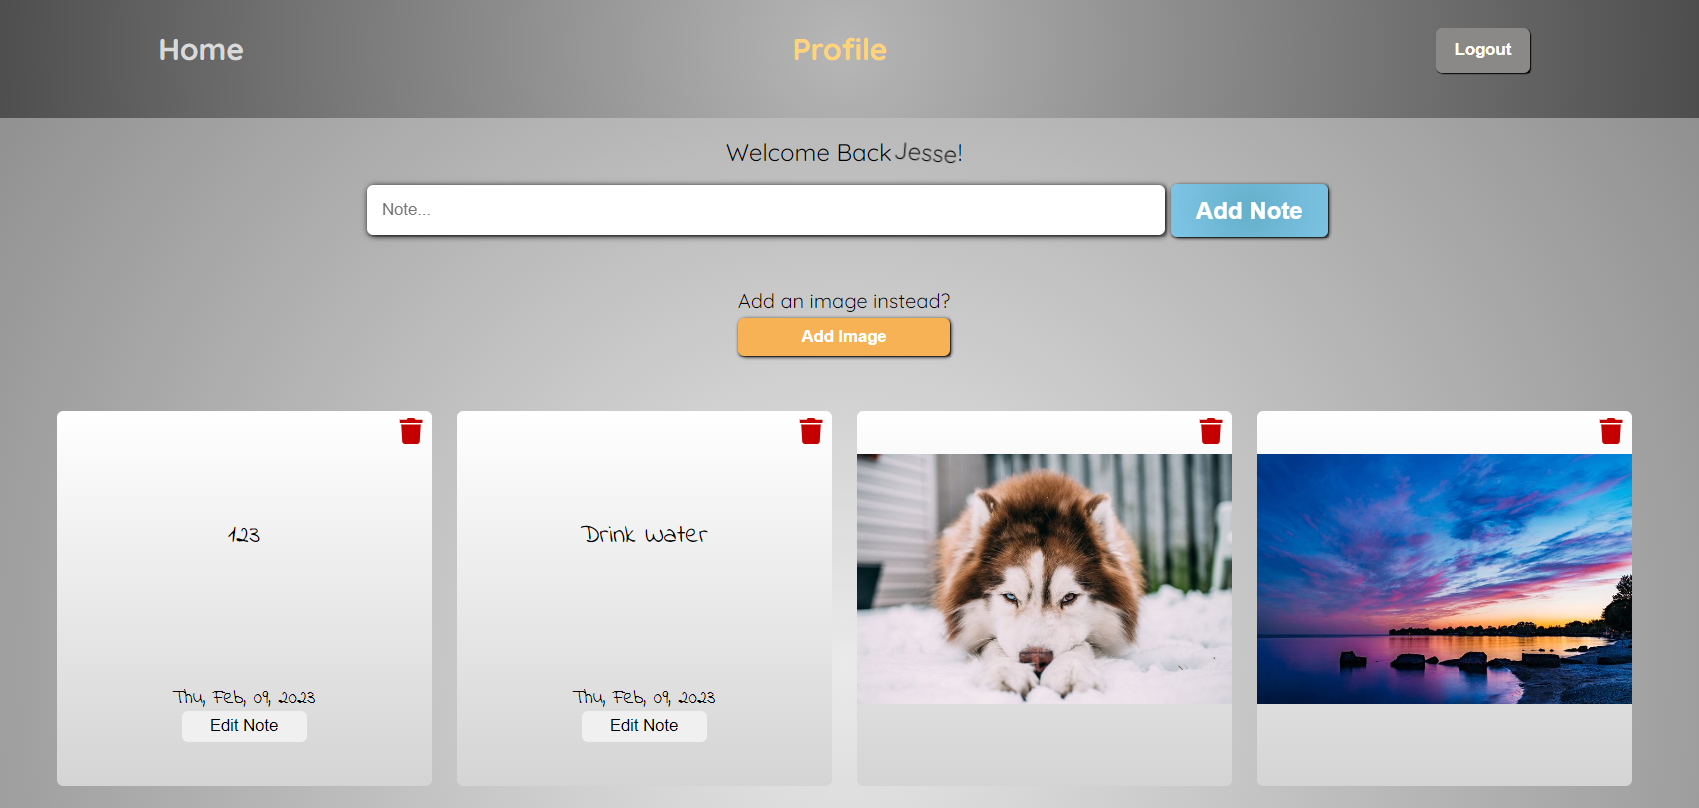 Home Profile Logout
Welcome Back Jesse!
Note... Add Note
Add an image instead?
Add Image
123 Drink Water
Thu, Feb, 09, 2023 Thu, Feb, 09, 2023
Edit Note Edit Note